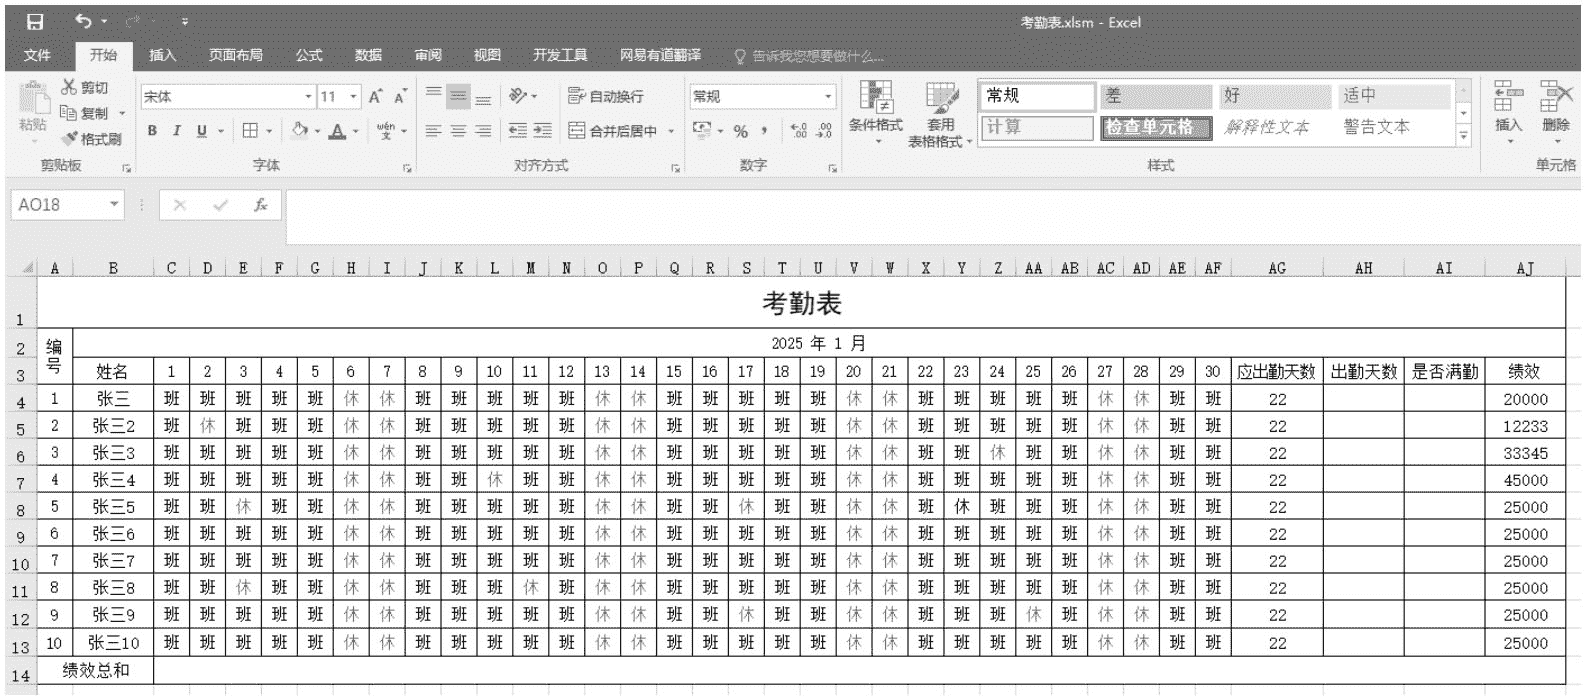 考勤表.xlsm - Excel
文件 开始 插入 页面布局 公式 数据 审阅 视图 开发工具 网易有道翻译 告诉我您想要做什么...
粘贴 剪切 复制 格式刷 剪贴板
宋体 11 A A B I U A wén 文 字体
自动换行 合并后居中 对齐方式
常规 % , .0 .00 .00 .0 数字
条件格式 套用 表格格式 常规 差 好 适中
计算 检查单元格 解释性文本 警告文本 样式
插入 删除 单元格
AO18 fx
A B C D E F G H I J K L M N O P Q R S T U V W X Y Z AA AB AC AD AE AF AG AH AI AJ
1 考勤表
2 编号 2025 年 1 月
3 姓名 1 2 3 4 5 6 7 8 9 10 11 12 13 14 15 16 17 18 19 20 21 22 23 24 25 26 27 28 29 30 应出勤天数 出勤天数 是否满勤 绩效
4 1 张三 班 班 班 班 班 休 休 班 班 班 班 班 休 休 班 班 班 班 班 休 休 班 班 班 班 班 休 休 班 班 22 20000
5 2 张三2 班 休 班 班 班 休 休 班 班 班 班 班 休 休 班 班 班 班 班 休 休 班 班 班 班 班 休 休 班 班 22 12233
6 3 张三3 班 班 班 班 班 休 休 班 班 班 班 班 休 休 班 班 班 班 班 休 休 班 班 休 班 班 休 休 班 班 22 33345
7 4 张三4 班 班 班 班 班 休 休 班 班 休 班 班 休 休 班 班 班 班 班 休 休 班 班 班 班 班 休 休 班 班 22 45000
8 5 张三5 班 班 休 班 班 休 休 班 班 班 班 班 休 休 班 班 休 班 班 休 休 班 休 班 班 班 休 休 班 班 22 25000
9 6 张三6 班 班 班 班 班 休 休 班 班 班 班 班 休 休 班 班 班 班 班 休 休 班 班 班 班 班 休 休 班 班 22 25000
10 7 张三7 班 班 班 班 班 休 休 班 班 班 班 班 休 休 班 班 班 班 班 休 休 班 班 班 班 班 休 休 班 班 22 25000
11 8 张三8 班 班 休 班 班 休 休 班 班 班 休 班 休 休 班 班 班 班 班 休 休 班 班 班 班 班 休 休 班 班 22 25000
12 9 张三9 班 班 班 班 班 休 休 班 班 班 班 班 休 休 班 班 休 班 班 休 休 班 班 班 休 班 休 休 班 班 22 25000
13 10 张三10 班 班 班 班 班 休 休 班 班 班 班 班 休 休 班 班 班 班 班 休 休 班 班 班 班 班 休 休 班 班 22 25000
14 绩效总和